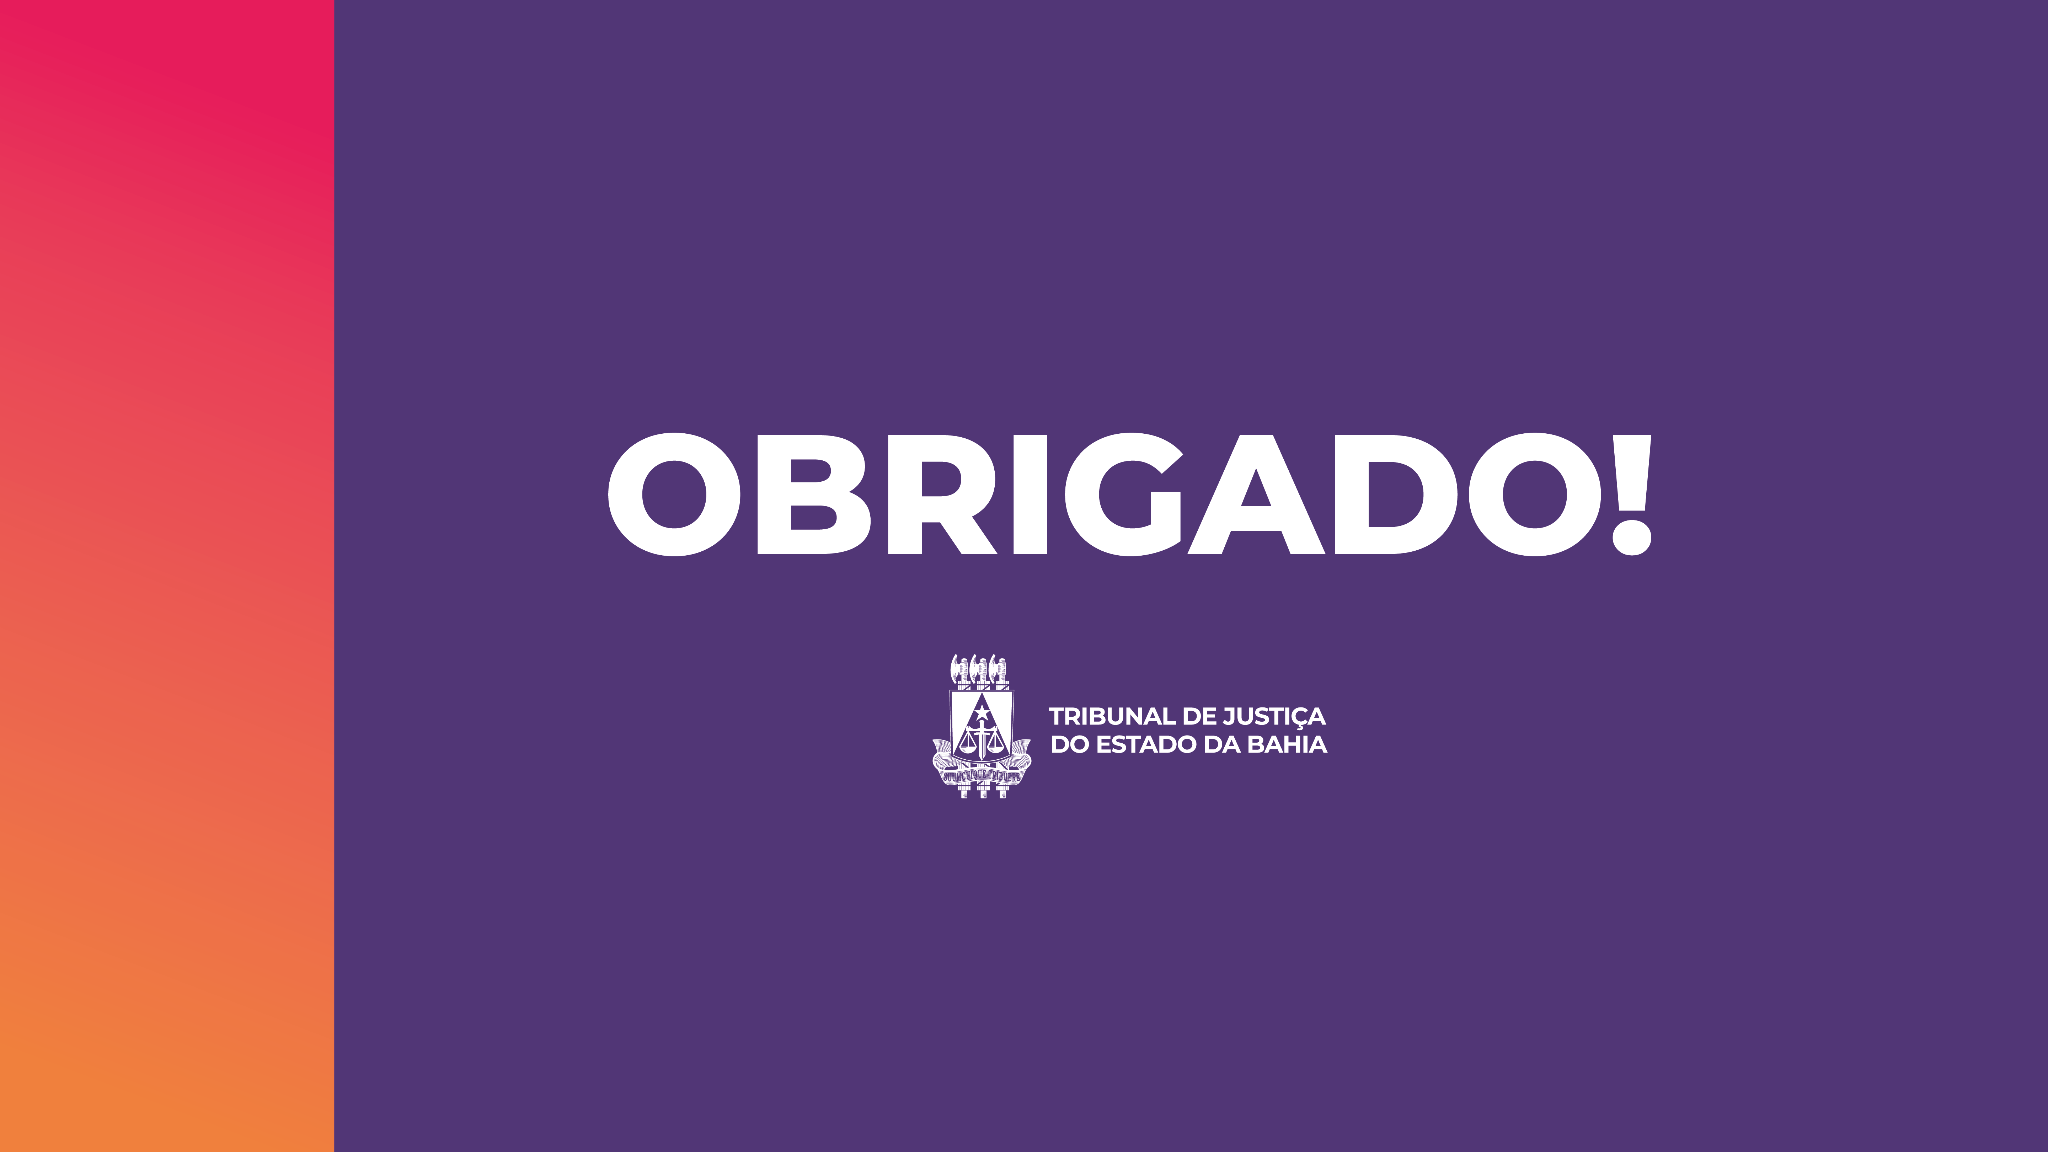 OBRIGADO!
TRIBUNAL DE JUSTIÇA
DO ESTADO DA BAHIA